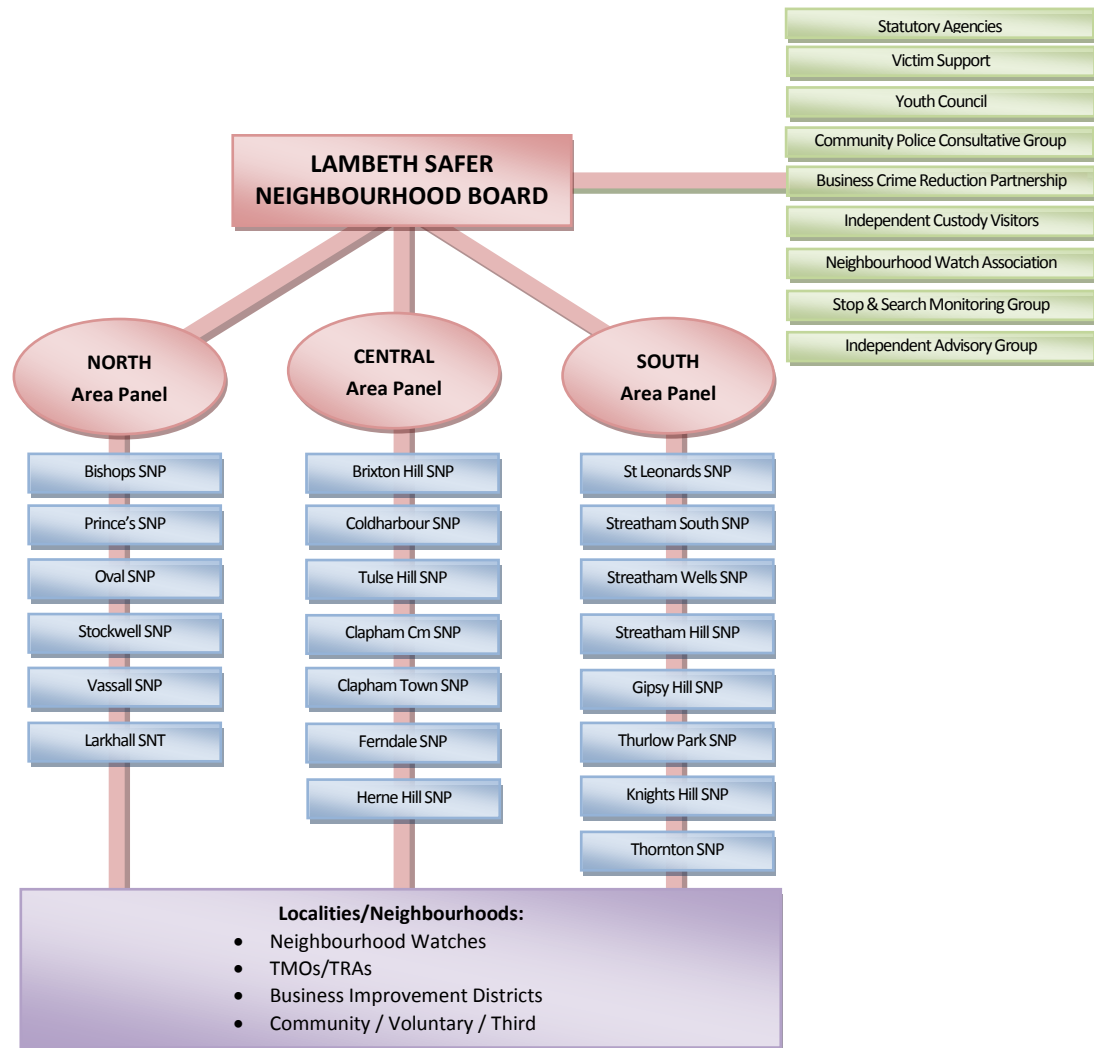 Statutory Agencies
Victim Support
Youth Council
Community Police Consultative Group
Business Crime Reduction Partnership
Independent Custody Visitors
Neighbourhood Watch Association
Stop & Search Monitoring Group
Independent Advisory Group
LAMBETH SAFER
NEIGHBOURHOOD BOARD
NORTH
Area Panel
Bishops SNP
Prince's SNP
Oval SNP
Stockwell SNP
Vassall SNP
Larkhall SNT
CENTRAL
Area Panel
Brixton Hill SNP
Coldharbour SNP
Tulse Hill SNP
Clapham Cm SNP
Clapham Town SNP
Ferndale SNP
Herne Hill SNP
SOUTH
Area Panel
St Leonards SNP
Streatham South SNP
Streatham Wells SNP
Streatham Hill SNP
Gipsy Hill SNP
Thurlow Park SNP
Knights Hill SNP
Thornton SNP
Localities/Neighbourhoods:
• Neighbourhood Watches
• TMOs/TRAs
• Business Improvement Districts
• Community / Voluntary / Third